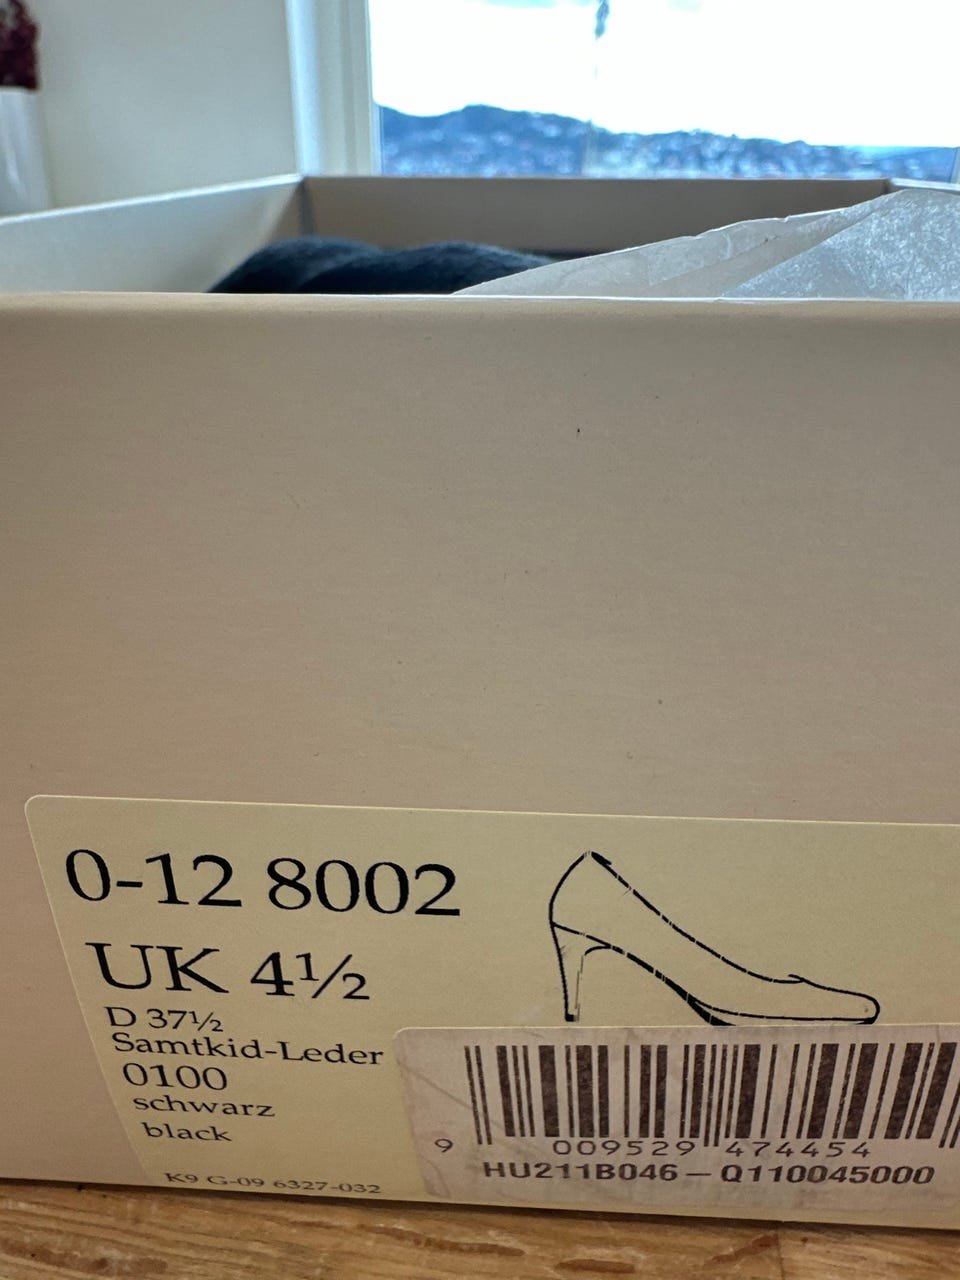 0-12 8002
UK 4½
D 37½
Samtkid-Leder
0100
schwarz
black
K9 G-09 6327-032
9 009529 474454
HU211B046-Q110045000